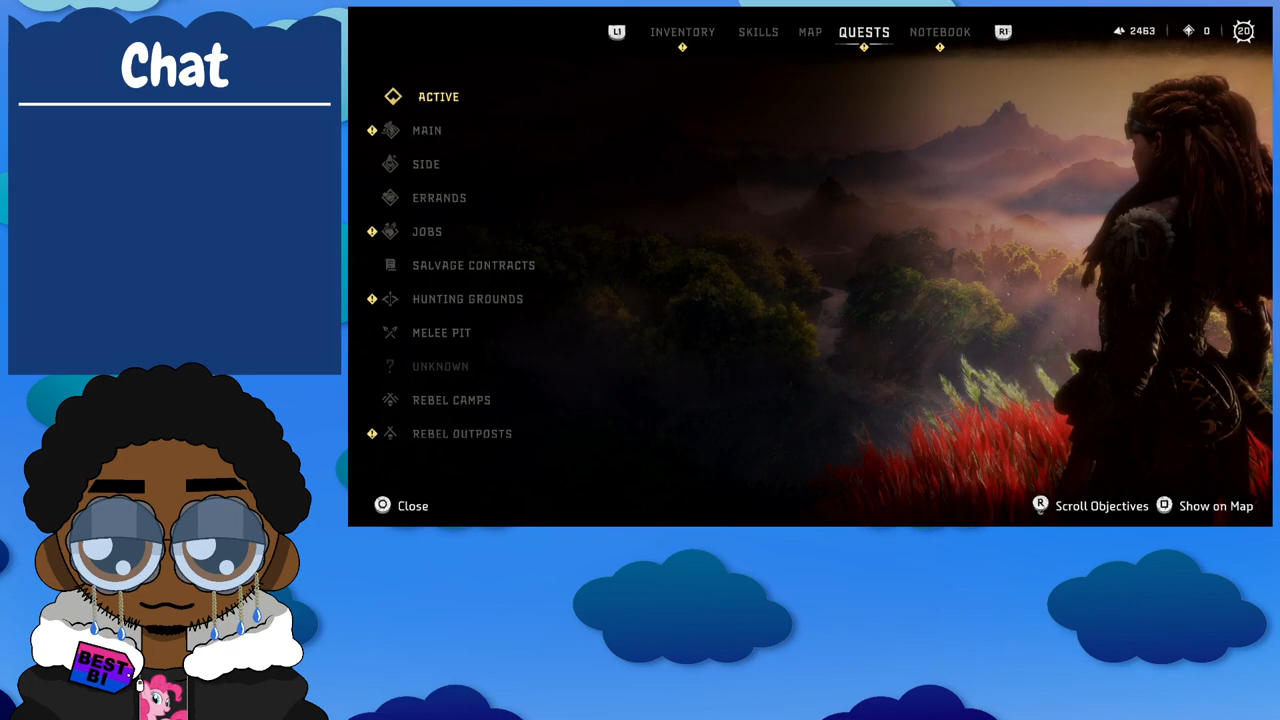 Chat
L1 INVENTORY SKILLS MAP QUESTS NOTEBOOK R1
2463 0 20
ACTIVE
MAIN
SIDE
ERRANDS
JOBS
SALVAGE CONTRACTS
HUNTING GROUNDS
MELEE PIT
? UNKNOWN
REBEL CAMPS
REBEL OUTPOSTS
Close
R Scroll Objectives Show on Map
BEST.
BI